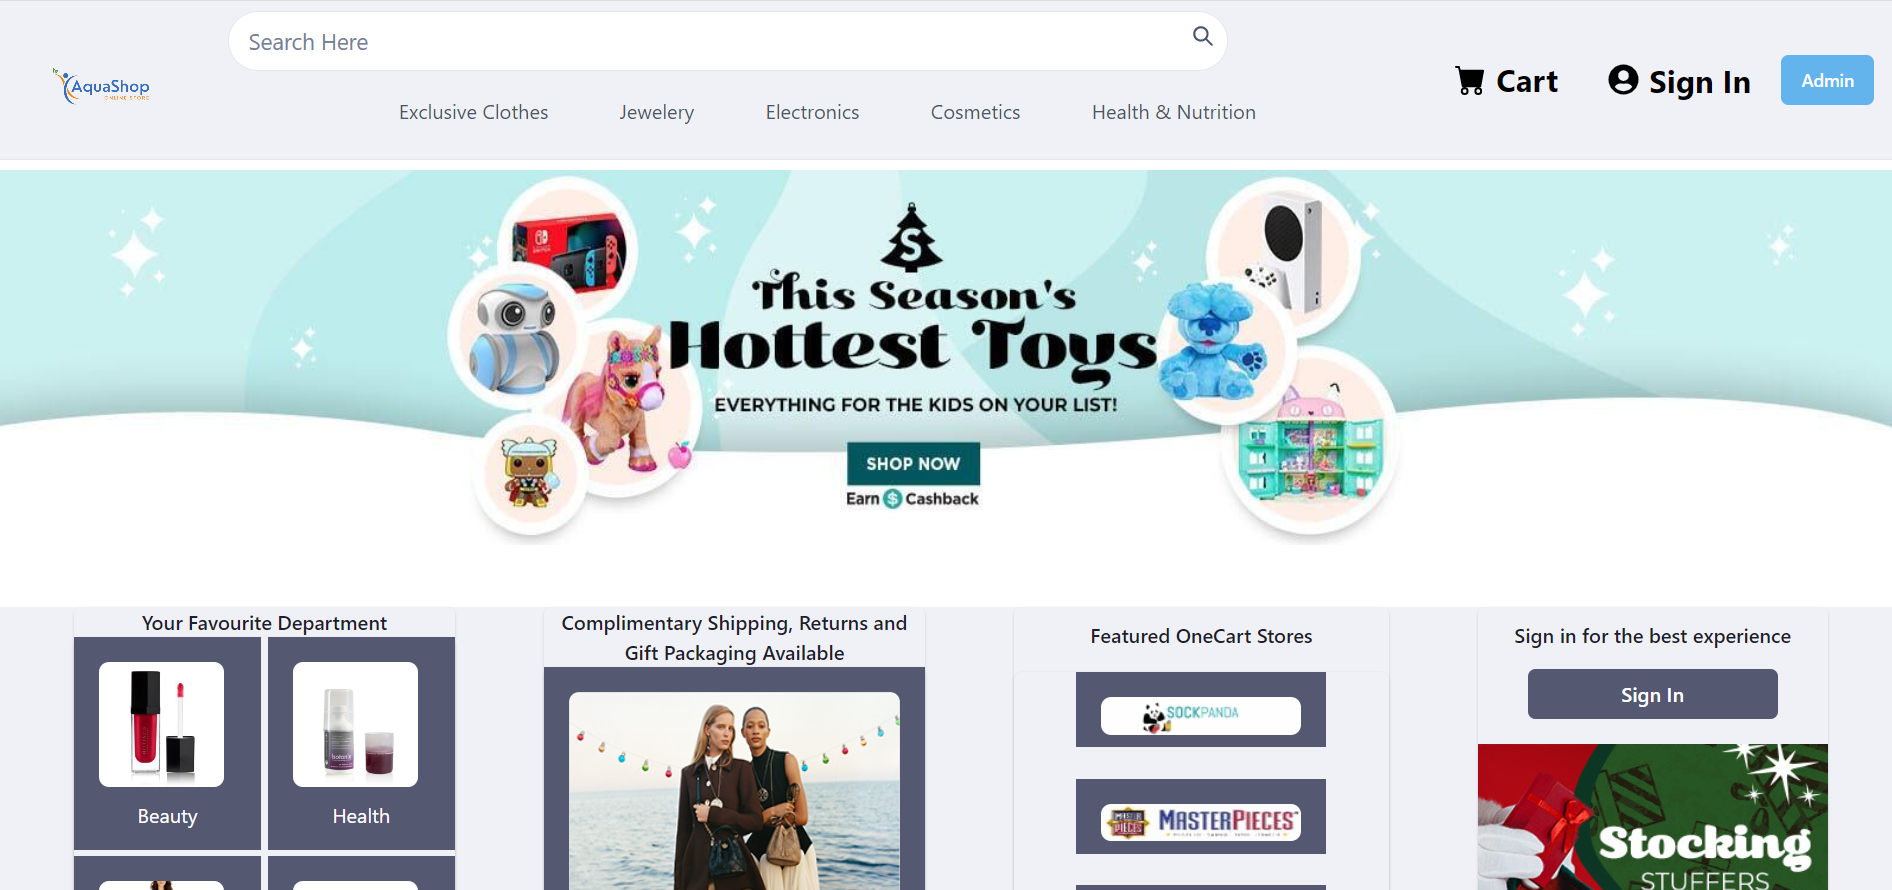 Search Here
AquaShop
ONLINE STORE
Exclusive Clothes
Jewelery
Electronics
Cosmetics
Health & Nutrition
Cart
Sign In
Admin
S
This Season's
Hottest Toys
EVERYTHING FOR THE KIDS ON YOUR LIST!
SHOP NOW
Earn $ Cashback
Your Favourite Department
Beauty
Health
Complimentary Shipping, Returns and
Gift Packaging Available
Featured OneCart Stores
SOCKPANDA
MASTERPIECES
Sign in for the best experience
Sign In
Stocking
STUFFERS